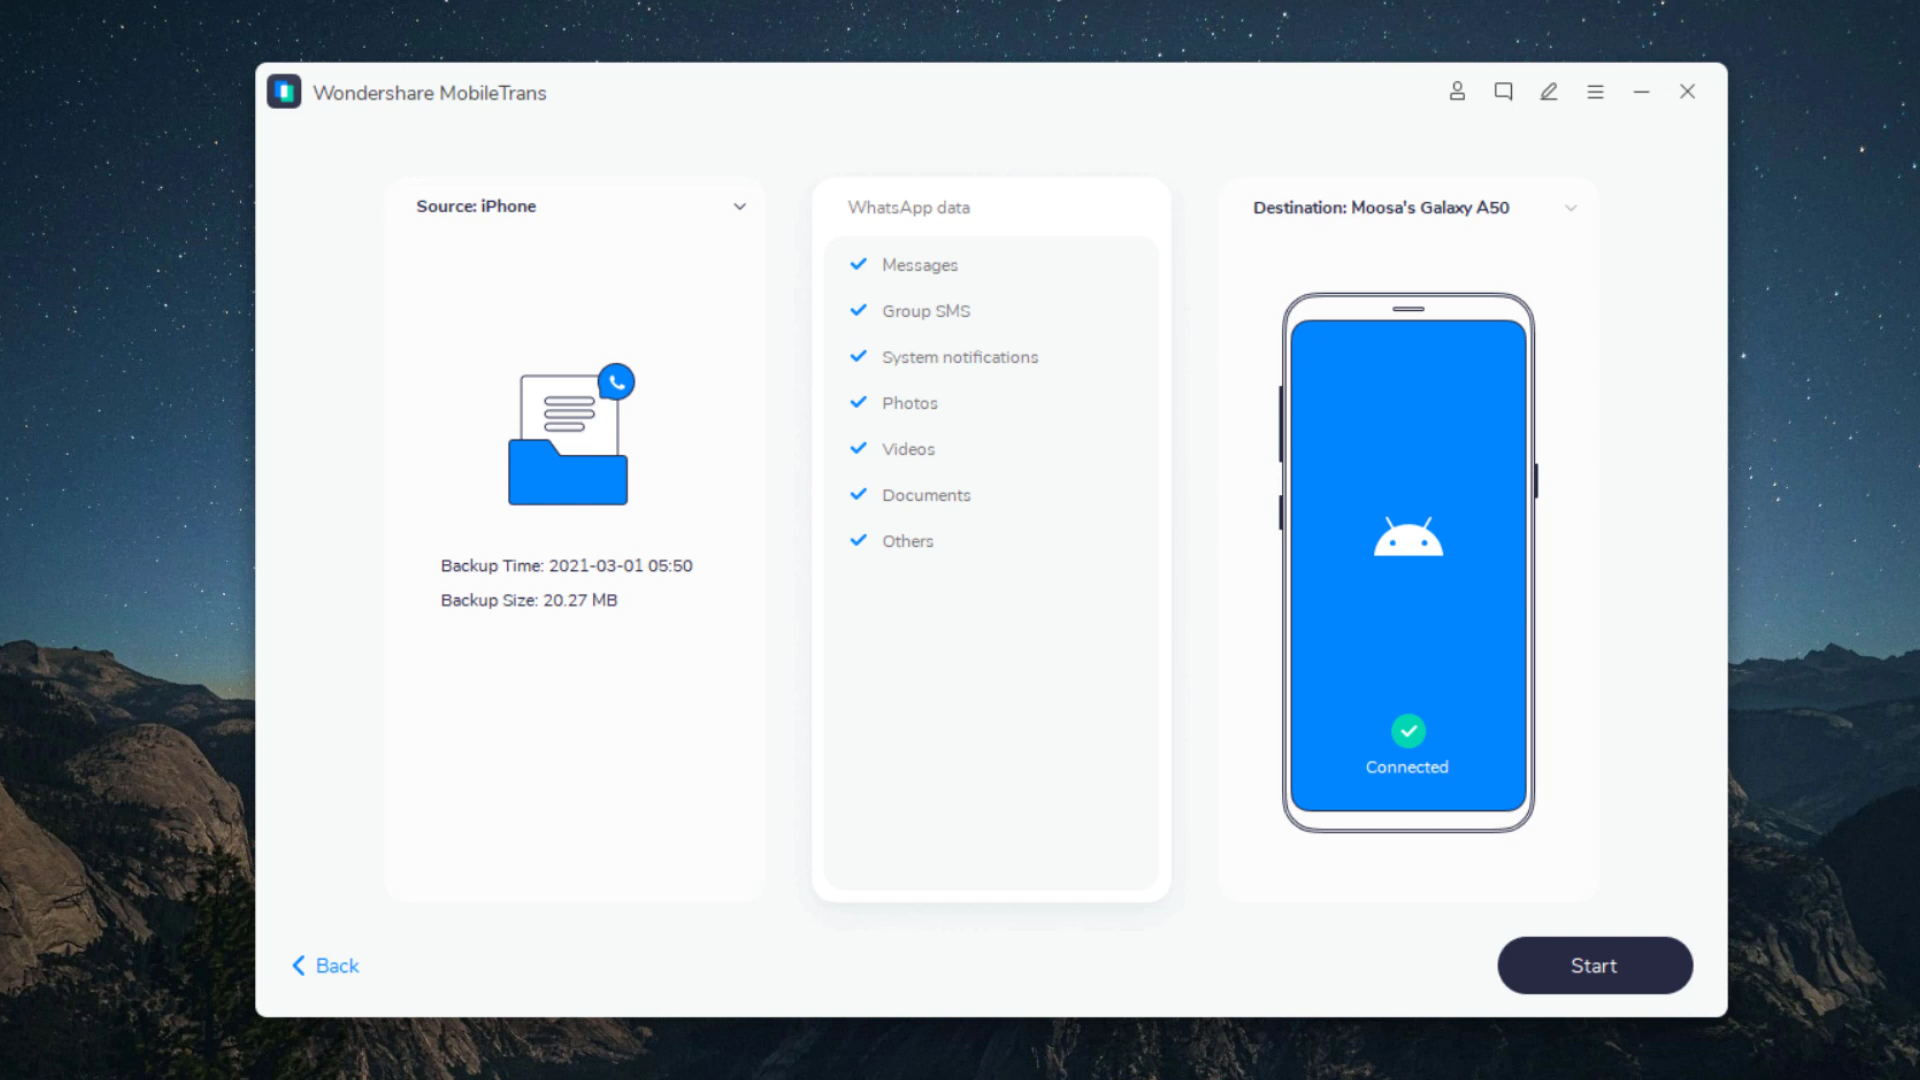 Wondershare MobileTrans
Source: iPhone
Backup Time: 2021-03-01 05:50
Backup Size: 20.27 MB
WhatsApp data
Messages
Group SMS
System notifications
Photos
Videos
Documents
Others
Destination: Moosa's Galaxy A50
Connected
Back
Start